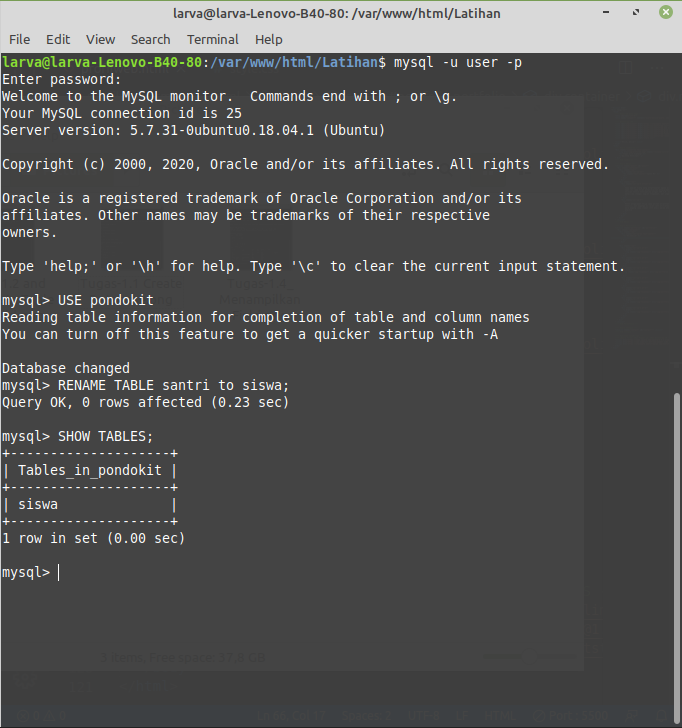 larva@larva-Lenovo-B40-80: /var/www/html/Latihan
File Edit View Search Terminal Help
larva@larva-Lenovo-B40-80:/var/www/html/Latihan$ mysql -u user -p
Enter password:
Welcome to the MySQL monitor.  Commands end with ; or \g.
Your MySQL connection id is 25
Server version: 5.7.31-0ubuntu0.18.04.1 (Ubuntu)
Copyright (c) 2000, 2020, Oracle and/or its affiliates. All rights reserved.
Oracle is a registered trademark of Oracle Corporation and/or its
affiliates. Other names may be trademarks of their respective
owners.
Type 'help;' or '\h' for help. Type '\c' to clear the current input statement.
mysql> USE pondokit
Reading table information for completion of table and column names
You can turn off this feature to get a quicker startup with -A
Database changed
mysql> RENAME TABLE santri to siswa;
Query OK, 0 rows affected (0.23 sec)
mysql> SHOW TABLES;
+--------------------+
| Tables_in_pondokit |
+--------------------+
| siswa              |
+--------------------+
1 row in set (0.00 sec)
mysql>